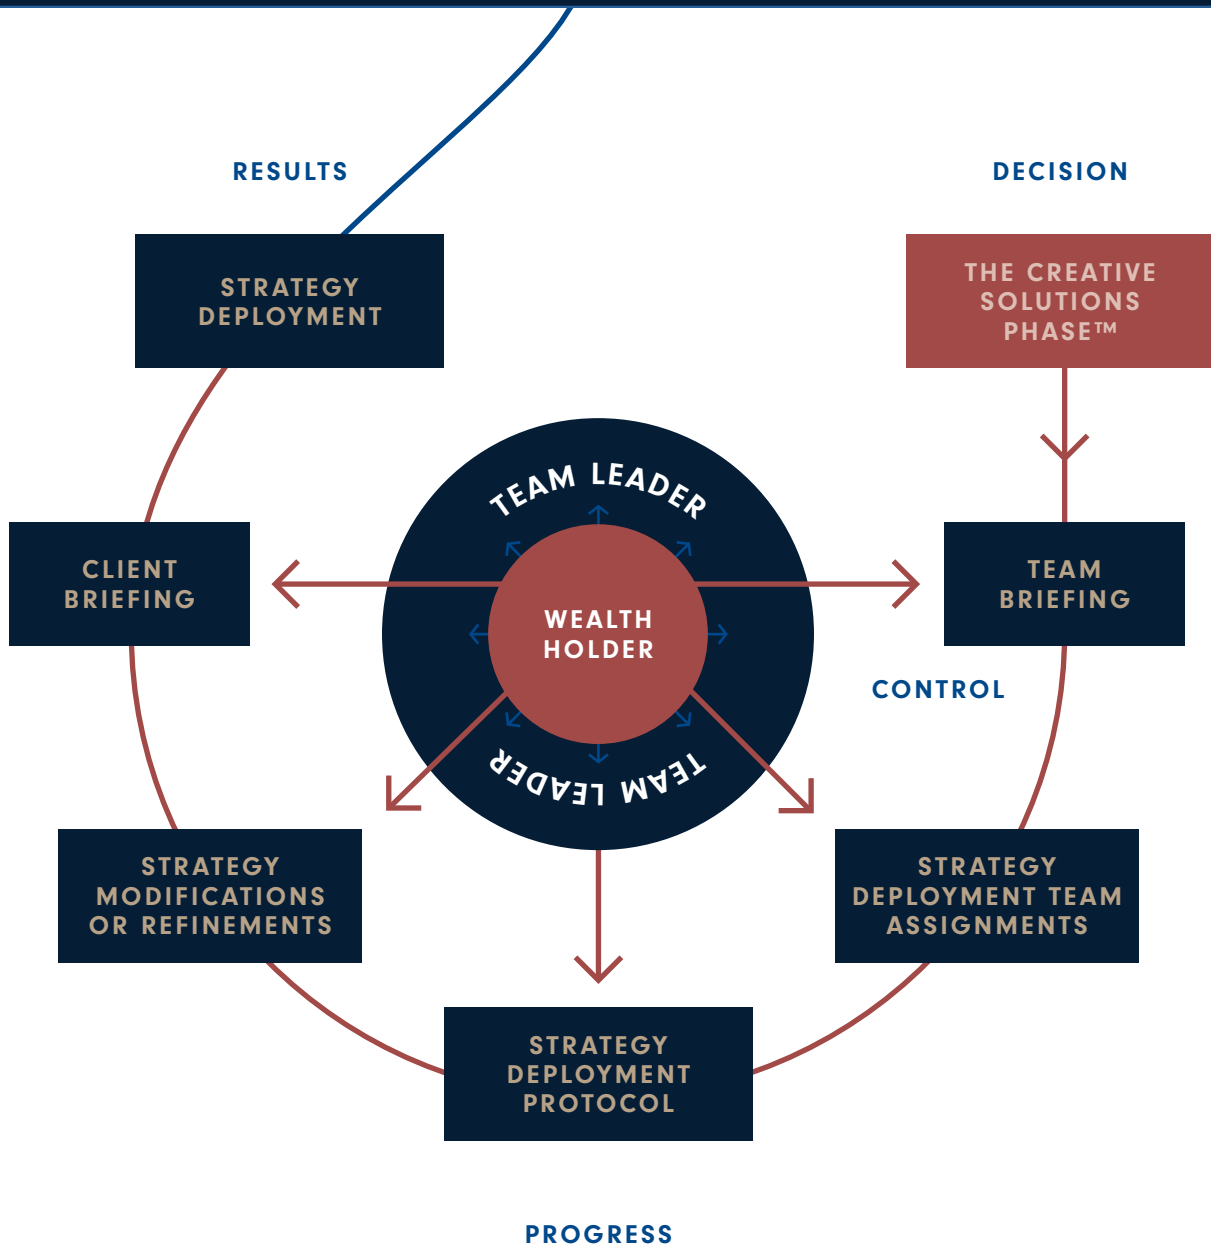 RESULTS
DECISION
STRATEGY
DEPLOYMENT
THE CREATIVE
SOLUTIONS
PHASE™
TEAM LEADER
CLIENT
BRIEFING
WEALTH
HOLDER
TEAM
BRIEFING
CONTROL
TEAM LEADER
STRATEGY
MODIFICATIONS
OR REFINEMENTS
STRATEGY
DEPLOYMENT TEAM
ASSIGNMENTS
STRATEGY
DEPLOYMENT
PROTOCOL
PROGRESS